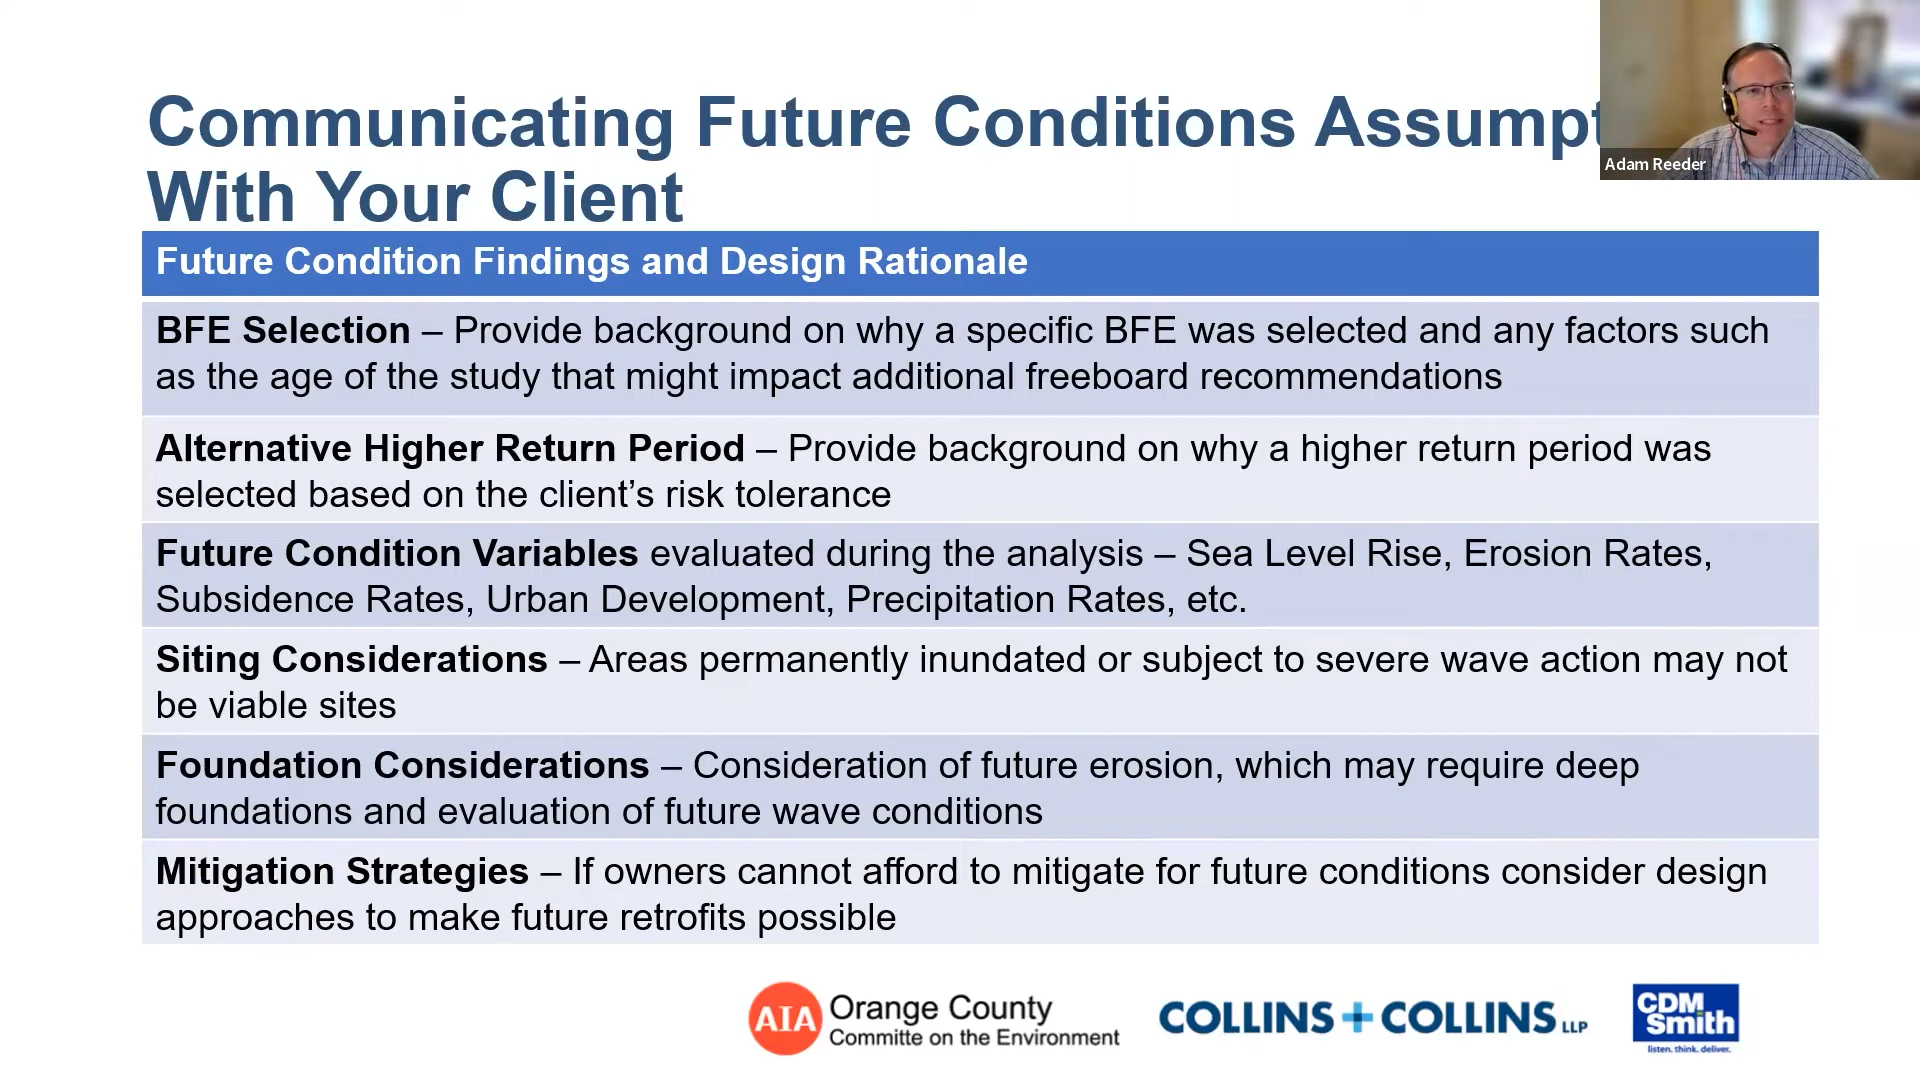 Communicating Future Conditions Assumpt
With Your Client
Adam Reeder
Future Condition Findings and Design Rationale
BFE Selection – Provide background on why a specific BFE was selected and any factors such
as the age of the study that might impact additional freeboard recommendations
Alternative Higher Return Period – Provide background on why a higher return period was
selected based on the client’s risk tolerance
Future Condition Variables evaluated during the analysis – Sea Level Rise, Erosion Rates,
Subsidence Rates, Urban Development, Precipitation Rates, etc.
Siting Considerations – Areas permanently inundated or subject to severe wave action may not
be viable sites
Foundation Considerations – Consideration of future erosion, which may require deep
foundations and evaluation of future wave conditions
Mitigation Strategies – If owners cannot afford to mitigate for future conditions consider design
approaches to make future retrofits possible
AIA Orange County
Committe on the Environment
COLLINS + COLLINS LLP
CDM
Smith
listen. think. deliver.